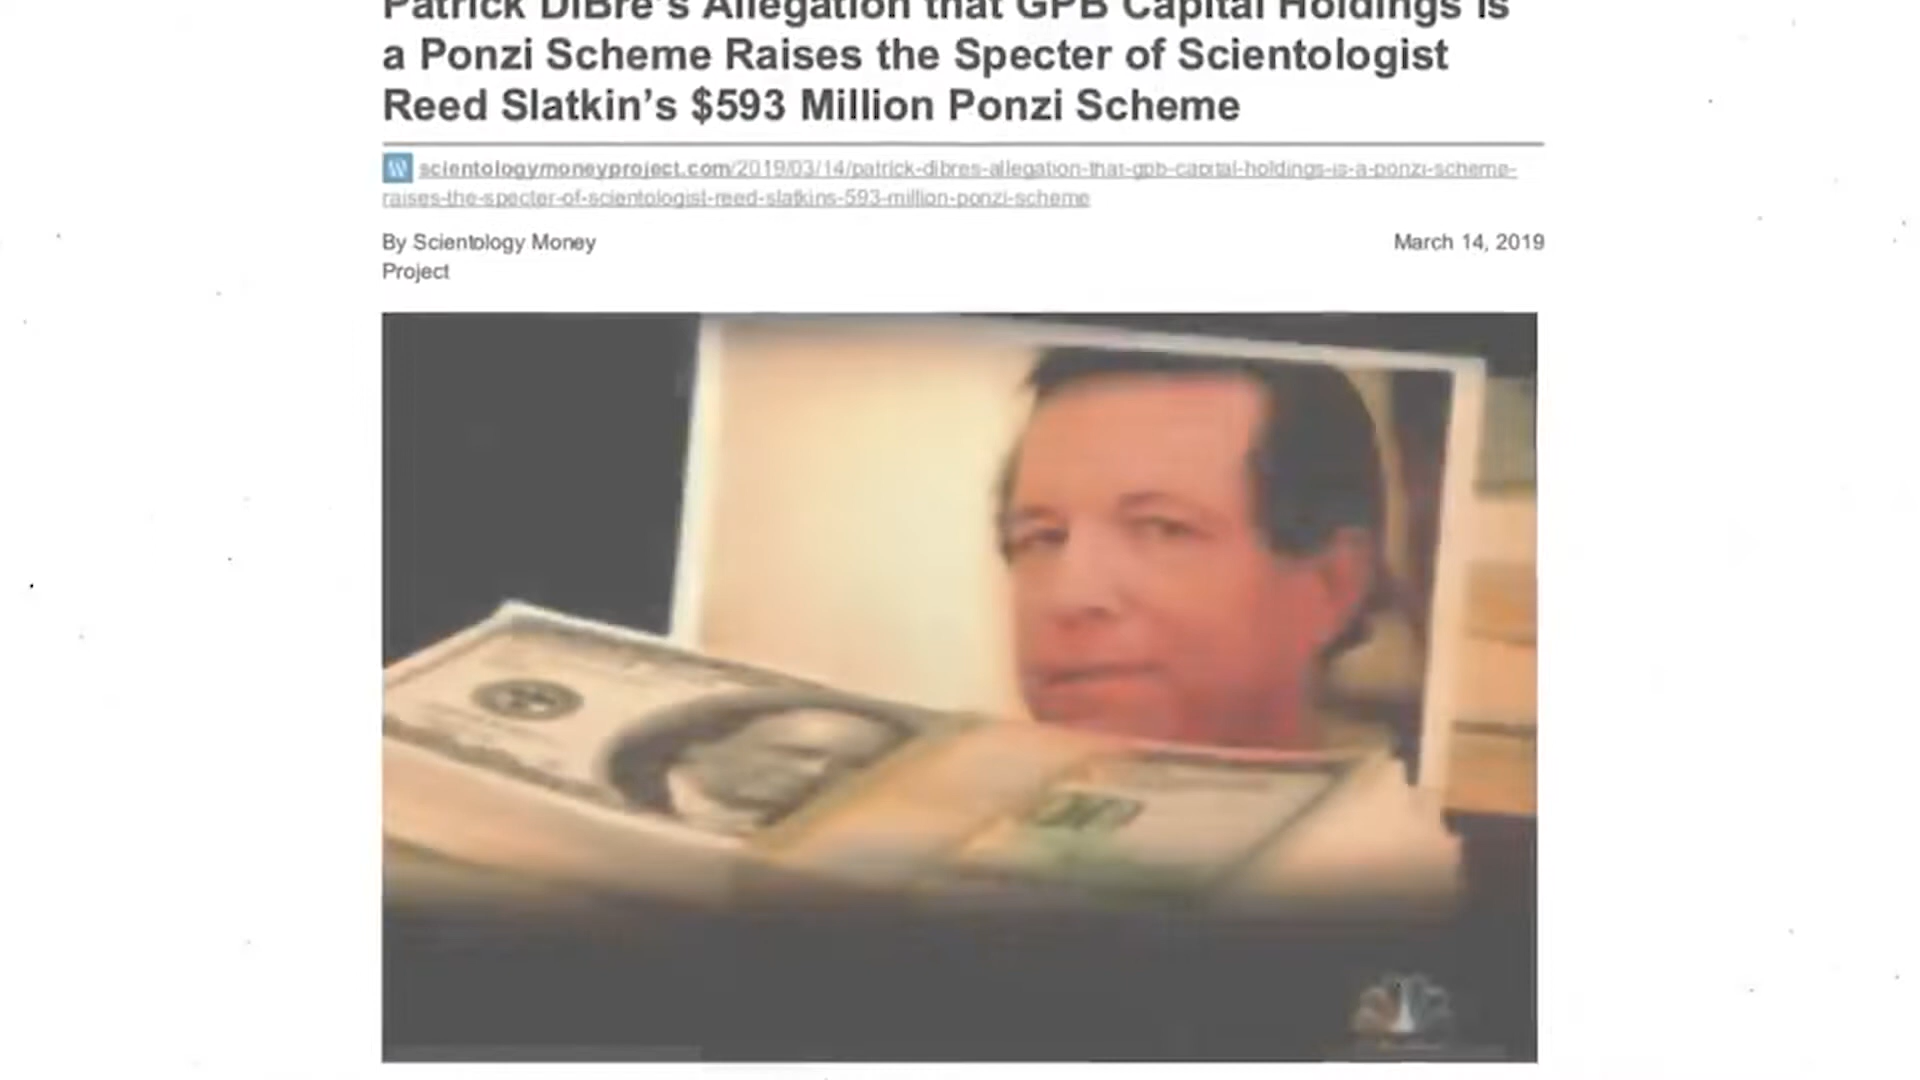 Patrick DiBre's Allegation that GPB Capital Holdings is
a Ponzi Scheme Raises the Specter of Scientologist
Reed Slatkin's $593 Million Ponzi Scheme
scientologymoneyproject.com/2019/03/14/patrick-dibres-allegation-that-gpb-capital-holdings-is-a-ponzi-scheme-
raises-the-specter-of-scientologist-reed-slatkins-593-million-ponzi-scheme
By Scientology Money
Project
March 14, 2019